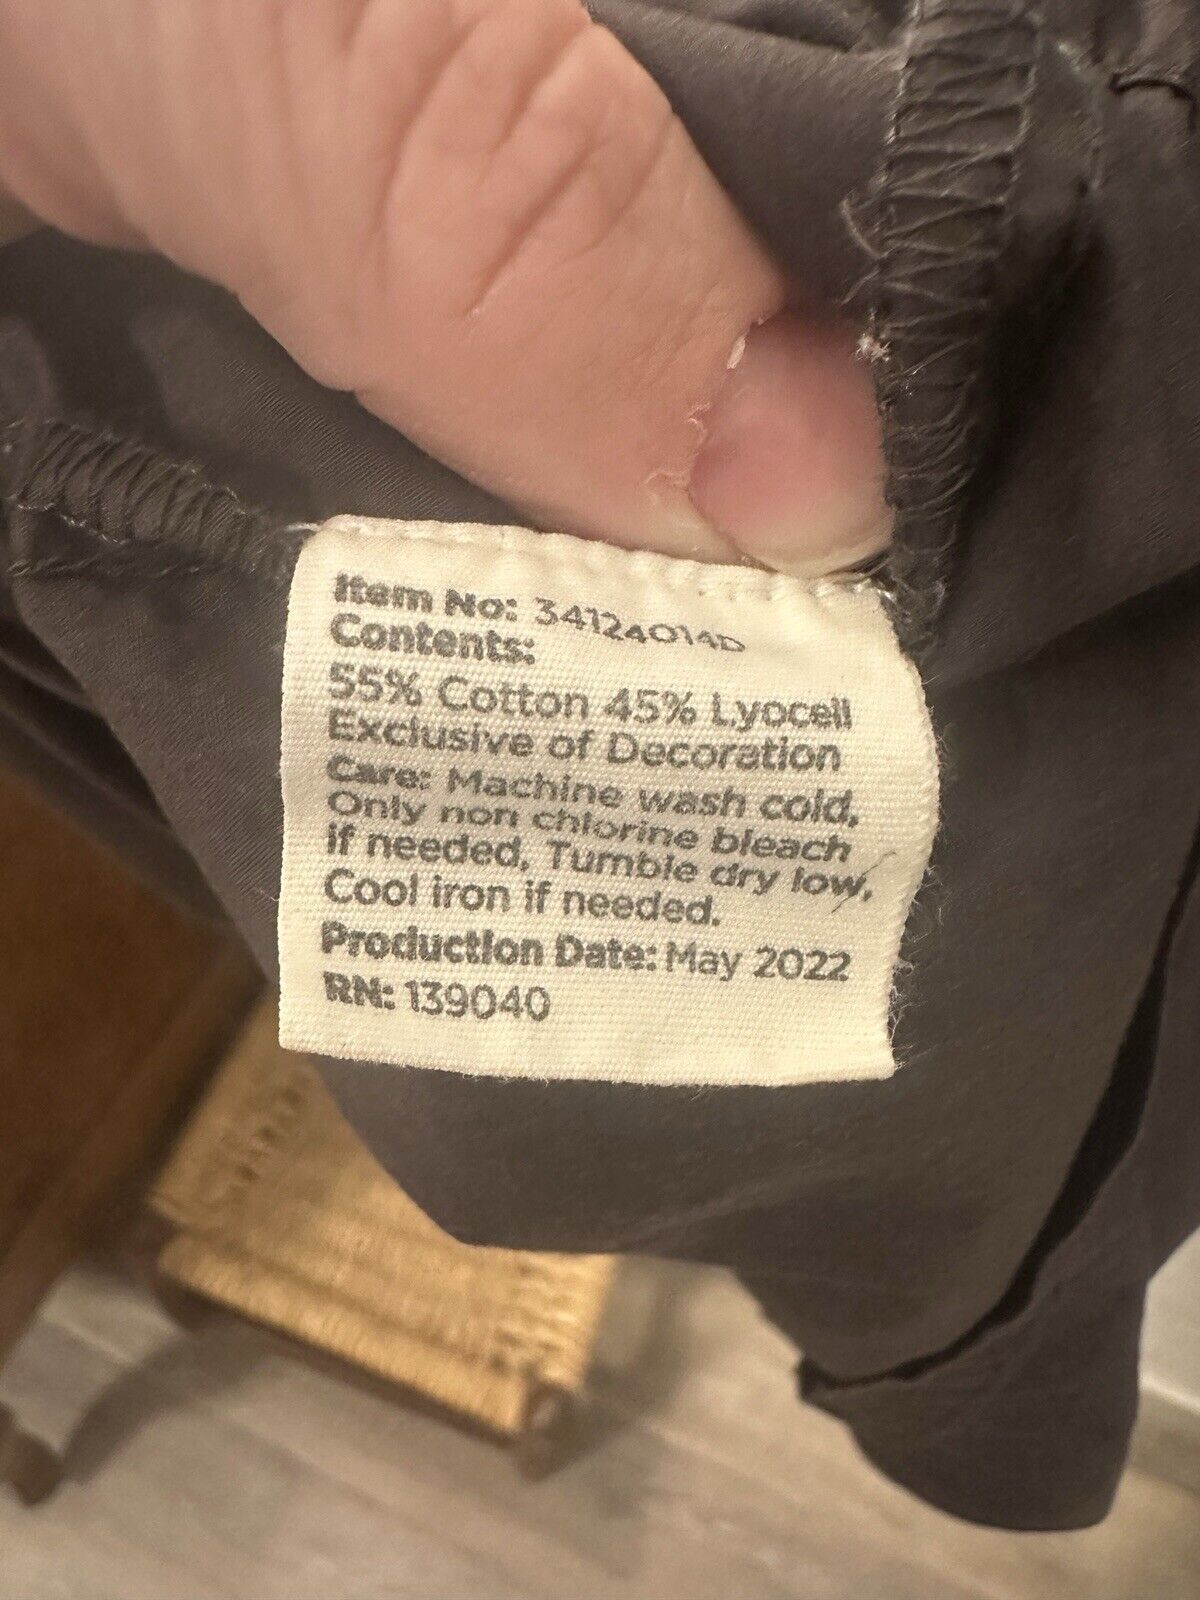 Item No: 34124014D
Contents:
55% Cotton 45% Lyocell
Exclusive of Decoration
Care: Machine wash cold,
Only non chlorine bleach
if needed, Tumble dry low,
Cool iron if needed.
Production Date: May 2022
RN: 139040